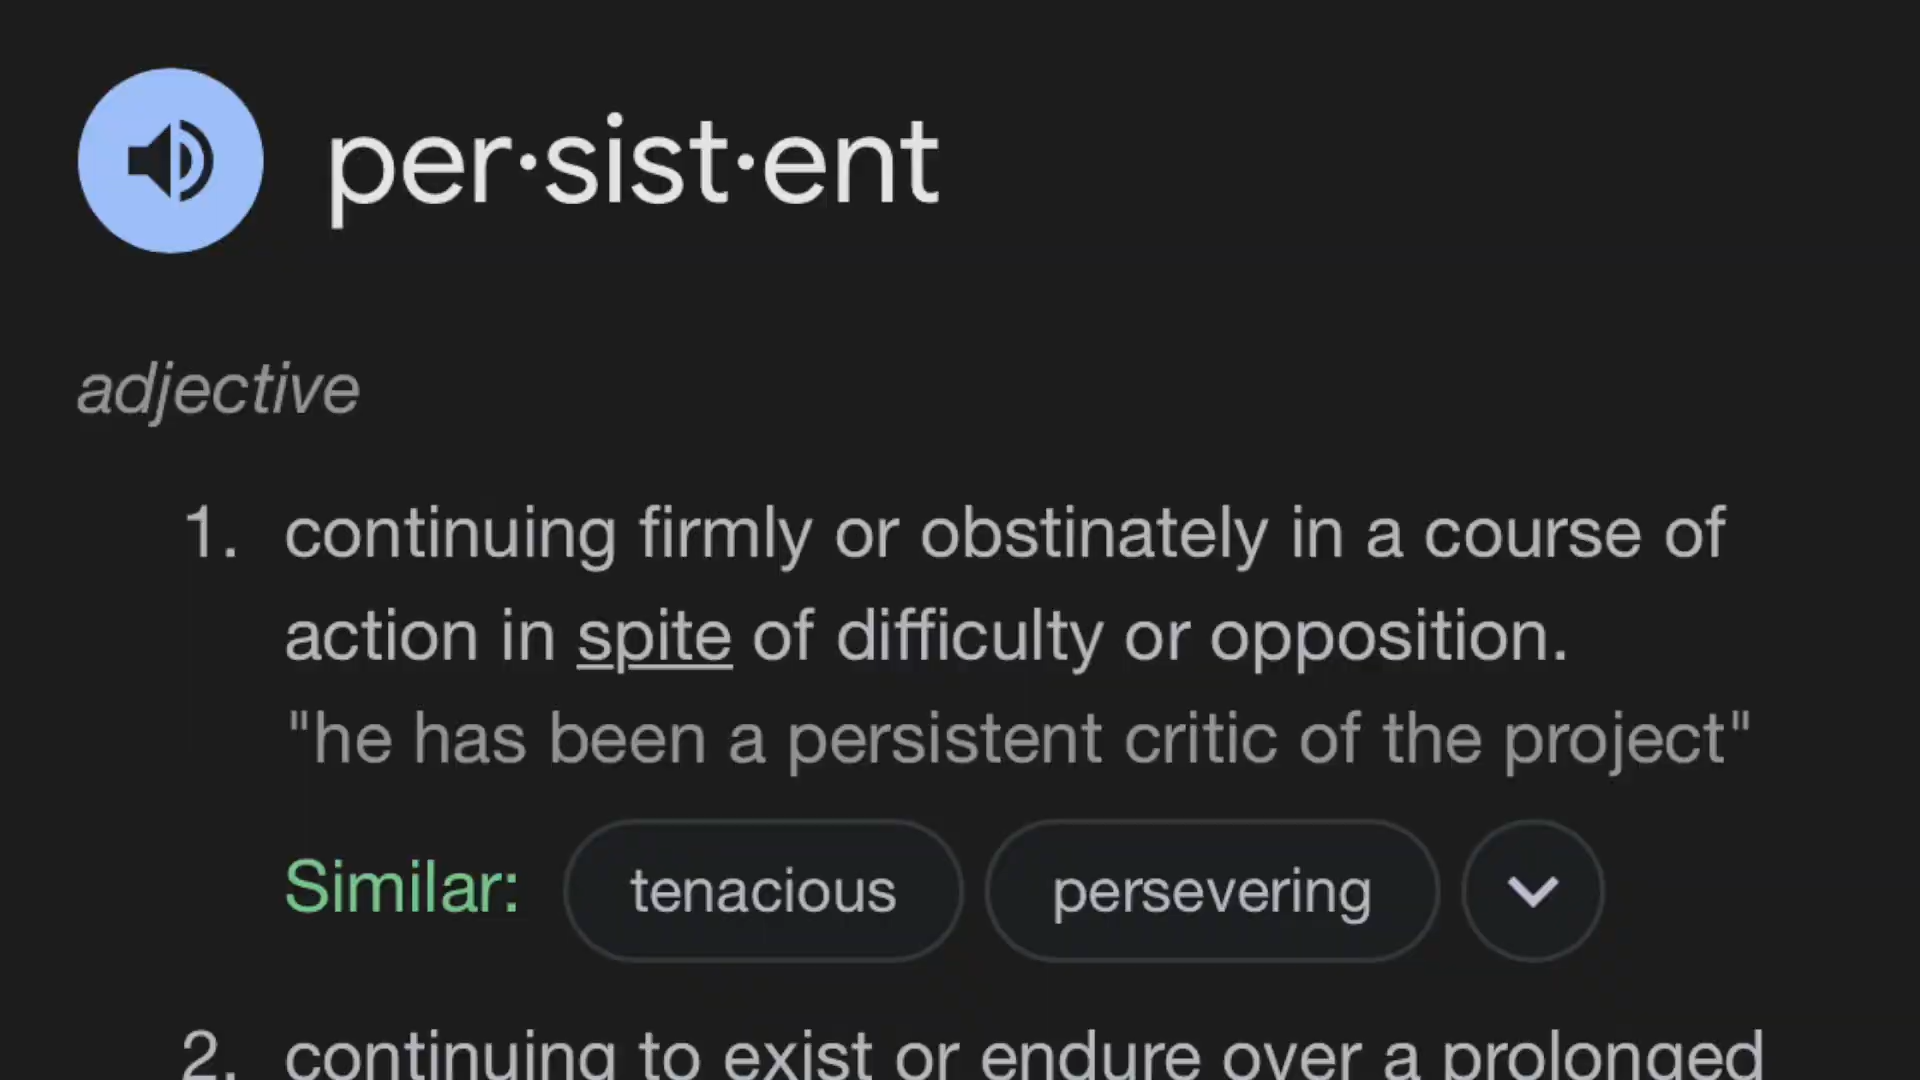 per·sist·ent
adjective
1. continuing firmly or obstinately in a course of
action in spite of difficulty or opposition.
"he has been a persistent critic of the project"
Similar: tenacious persevering
2. continuing to exist or endure over a prolonged